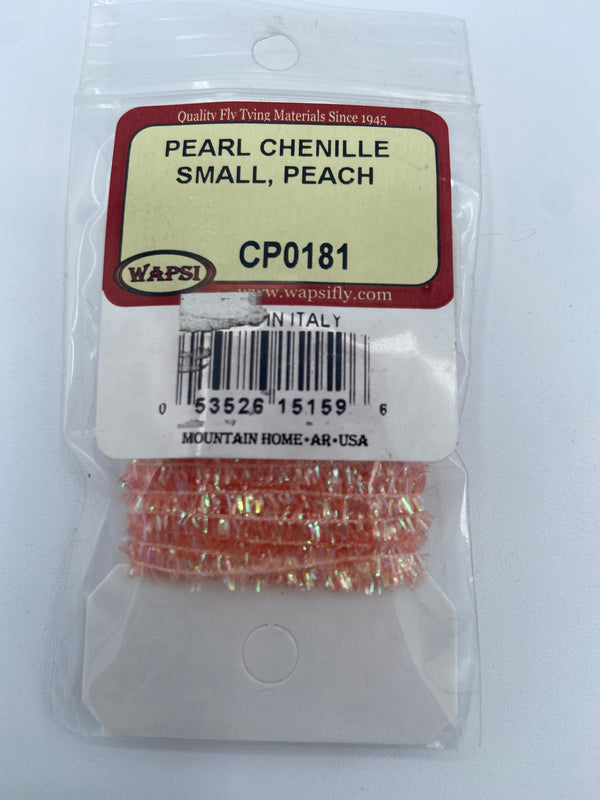 Quality Fly Tying Materials Since 1945
PEARL CHENILLE
SMALL, PEACH
CP0181
WAPSI
www.wapsifly.com
IN ITALY
0 53526 15159 6
MOUNTAIN HOME•AR•USA